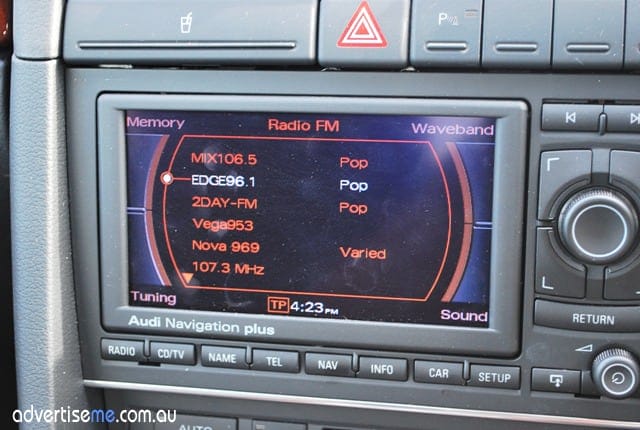 Memory
Radio FM
Waveband
MIX106.5 Pop
EDGE96.1 Pop
2DAY-FM Pop
Vega953
Nova 969 Varied
107.3 MHz
Tuning
TP 4:23PM
Sound
Audi Navigation plus
RETURN
RADIO
CD/TV
NAME
TEL
NAV
INFO
CAR
SETUP
AUTO
advertiseme.com.au